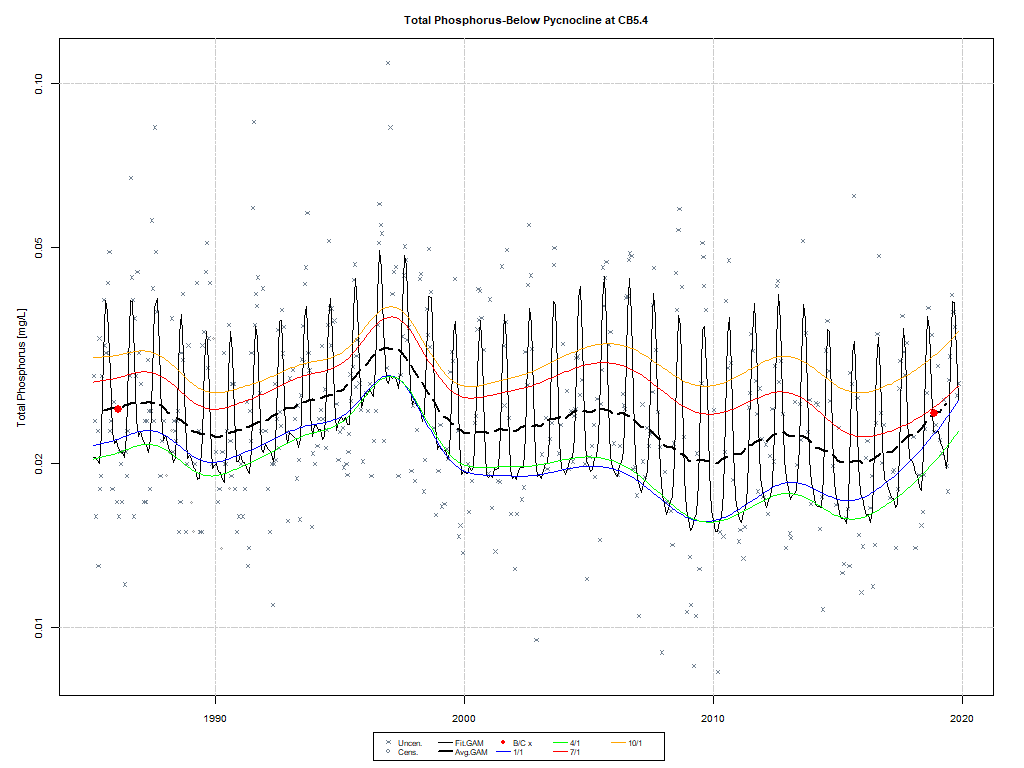 Total Phosphorus-Below Pycnocline at CB5.4
Total Phosphorus [mg/L]
0.10
0.05
0.02
0.01
1990 2000 2010 2020
Uncen. Fit.GAM B/C x 4/1 10/1
Cens. Avg.GAM 1/1 7/1